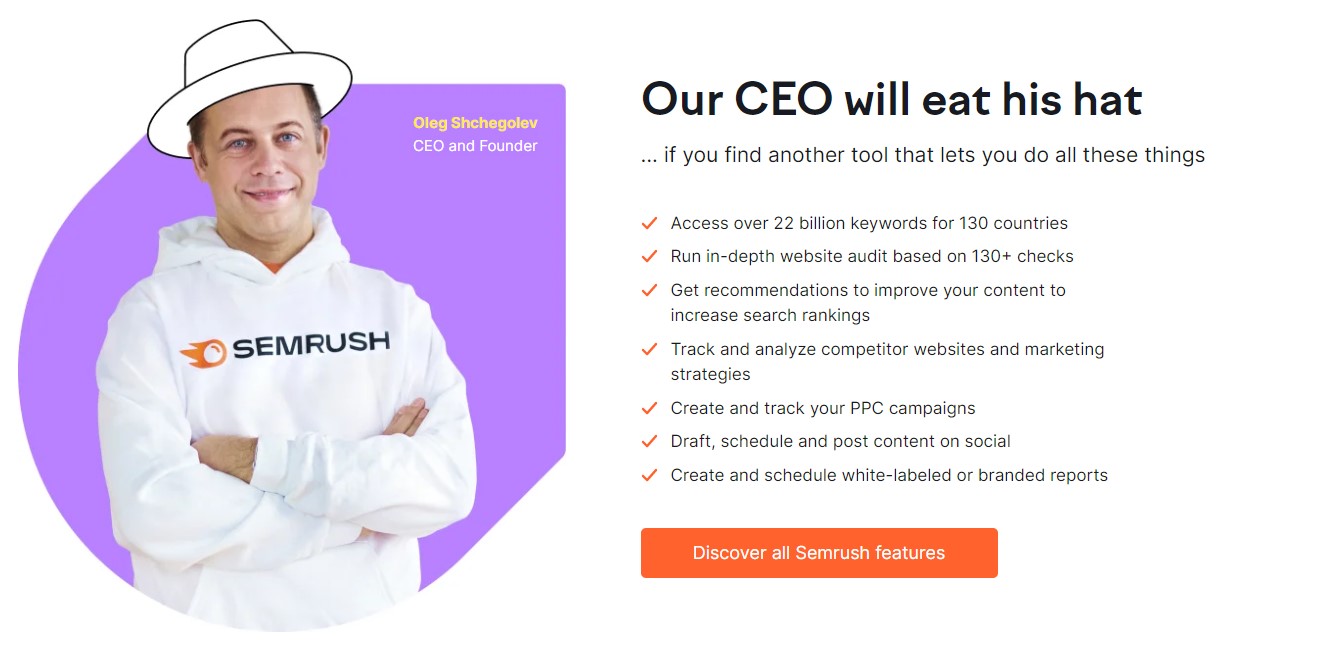 Oleg Shchegolev
CEO and Founder
SEMRUSH
Our CEO will eat his hat
... if you find another tool that lets you do all these things
Access over 22 billion keywords for 130 countries
Run in-depth website audit based on 130+ checks
Get recommendations to improve your content to
increase search rankings
Track and analyze competitor websites and marketing
strategies
Create and track your PPC campaigns
Draft, schedule and post content on social
Create and schedule white-labeled or branded reports
Discover all Semrush features